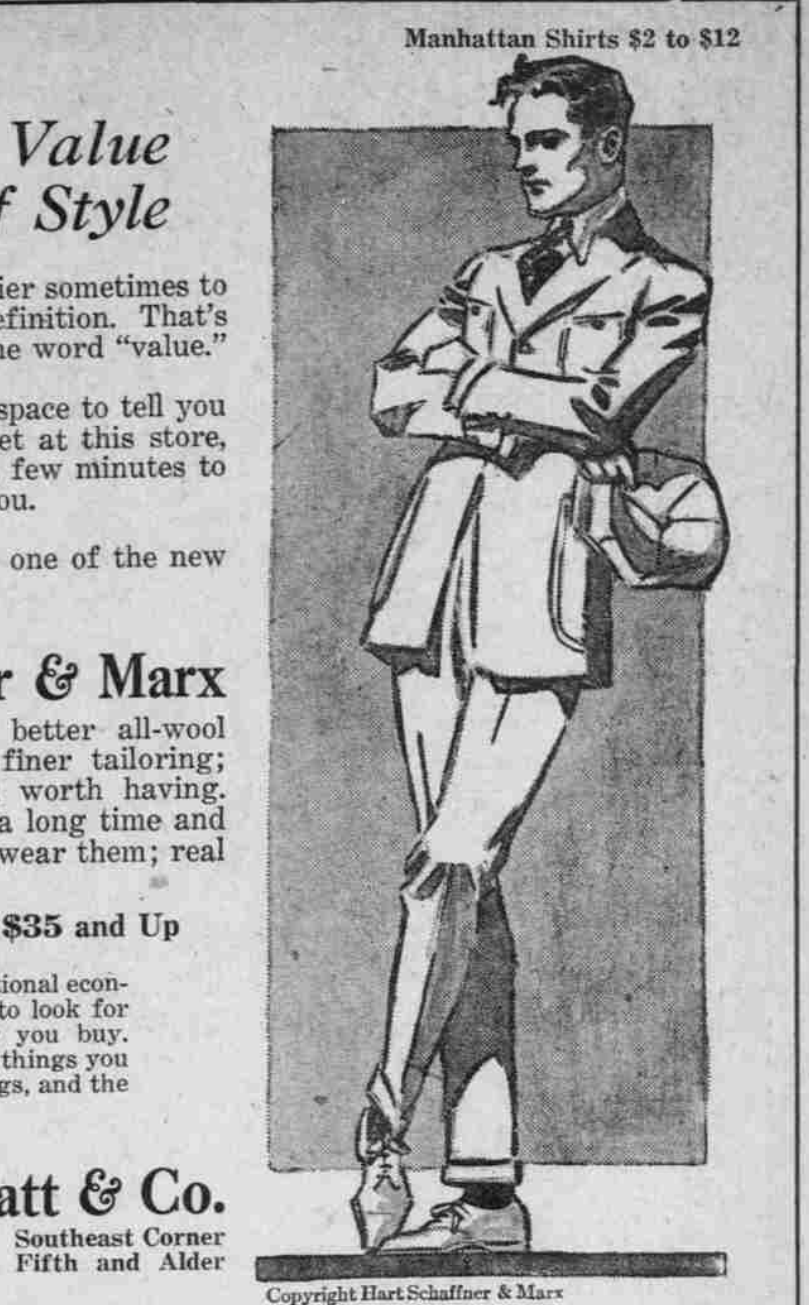 Manhattan Shirts $2 to $12
Value
f Style
ier sometimes to
efinition. That's
he word "value."
space to tell you
et at this store,
few minutes to
ou.
one of the new
r & Marx
better all-wool
finer tailoring;
worth having.
a long time and
wear them; real
$35 and Up
tional econ-
to look for
you buy.
things you
gs, and the
att & Co.
Southeast Corner
Fifth and Alder
Copyright Hart Schaffner & Marx